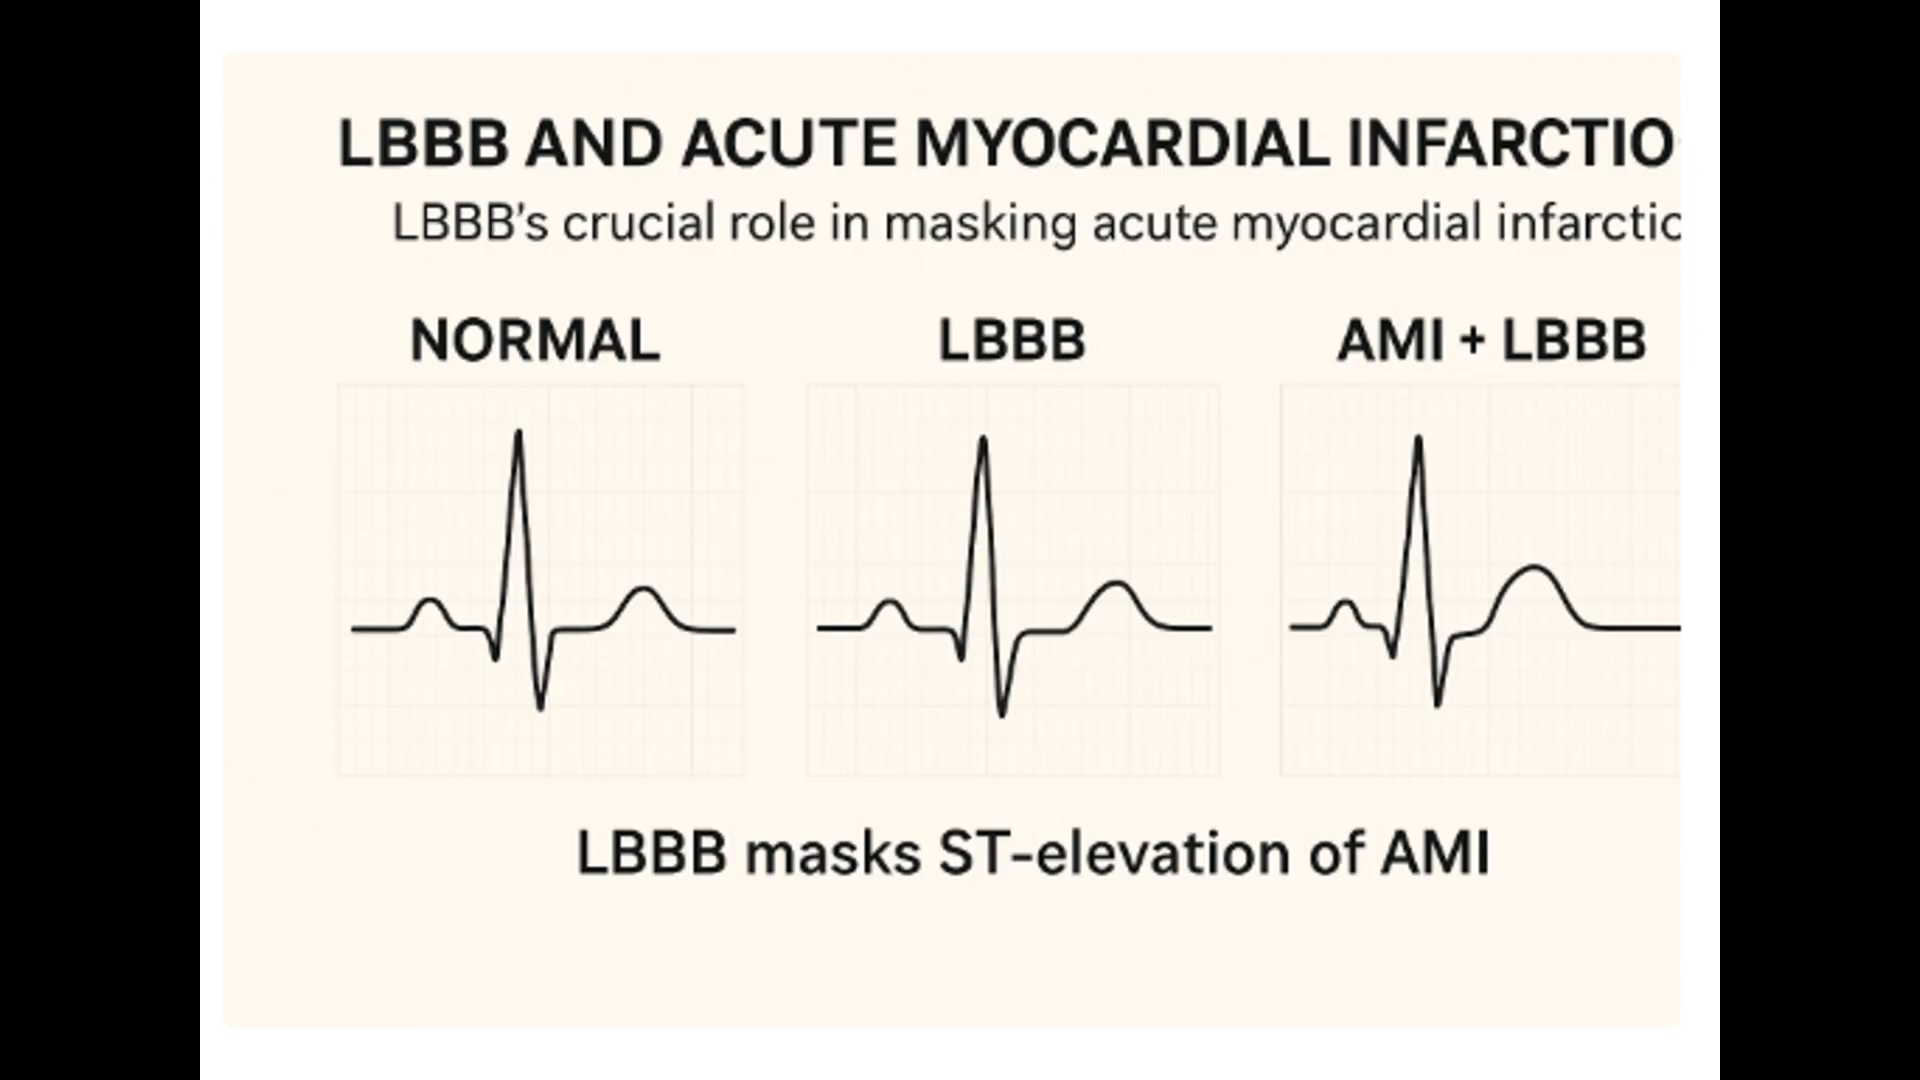 LBBB AND ACUTE MYOCARDIAL INFARCTIO
LBBB's crucial role in masking acute myocardial infarctio
NORMAL
LBBB
AMI + LBBB
LBBB masks ST-elevation of AMI